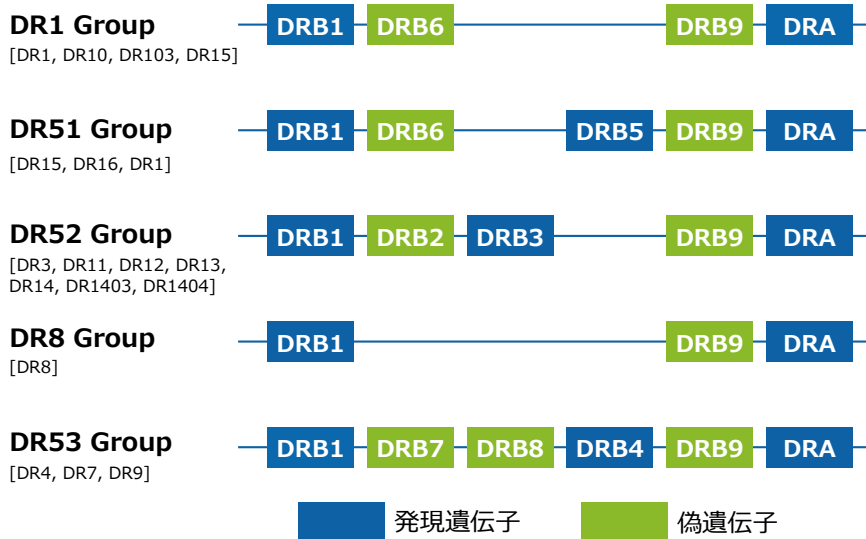 DR1 Group
[DR1, DR10, DR103, DR15]
DRB1 DRB6 DRB9 DRA
DR51 Group
[DR15, DR16, DR1]
DRB1 DRB6 DRB5 DRB9 DRA
DR52 Group
[DR3, DR11, DR12, DR13,
DR14, DR1403, DR1404]
DRB1 DRB2 DRB3 DRB9 DRA
DR8 Group
[DR8]
DRB1 DRB9 DRA
DR53 Group
[DR4, DR7, DR9]
DRB1 DRB7 DRB8 DRB4 DRB9 DRA
発現遺伝子 偽遺伝子